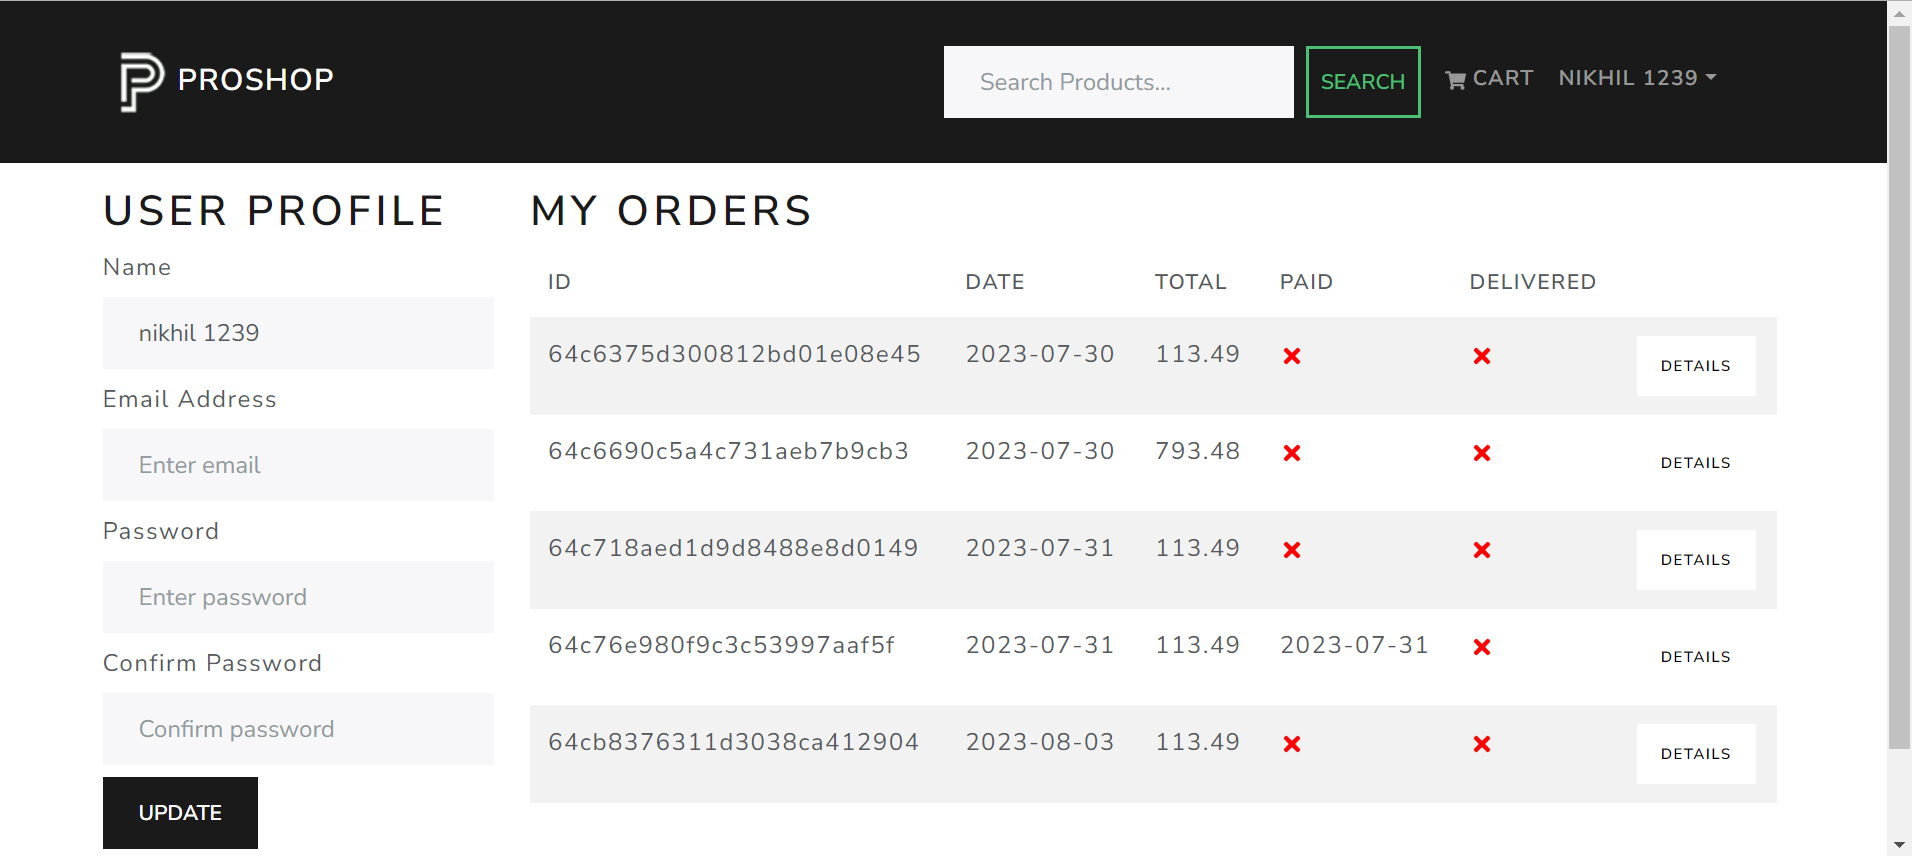 PROSHOP
Search Products...
SEARCH
CART
NIKHIL 1239
USER PROFILE
Name
nikhil 1239
Email Address
Enter email
Password
Enter password
Confirm Password
Confirm password
UPDATE
MY ORDERS
ID DATE TOTAL PAID DELIVERED
64c6375d300812bd01e08e45 2023-07-30 113.49 DETAILS
64c6690c5a4c731aeb7b9cb3 2023-07-30 793.48 DETAILS
64c718aed1d9d8488e8d0149 2023-07-31 113.49 DETAILS
64c76e980f9c3c53997aaf5f 2023-07-31 113.49 2023-07-31 DETAILS
64cb8376311d3038ca412904 2023-08-03 113.49 DETAILS